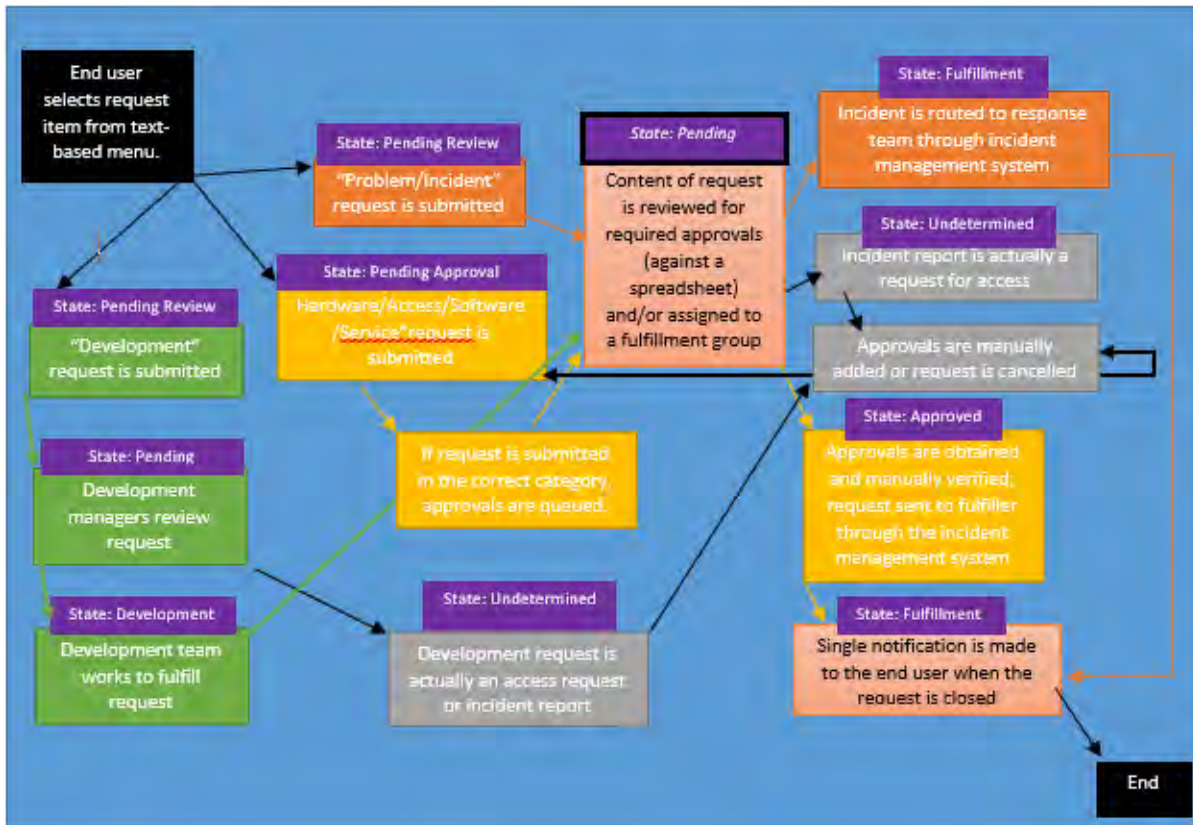 End user
selects request
item from text-
based menu.
State: Pending Review
"Problem/Incident"
request is submitted
State: Pending Approval
Hardware/Access/Software
/Service"request is
submitted
State: Pending Review
"Development"
request is submitted
State: Pending
Development
managers review
request
State: Development
Development team
works to fulfill
request
If request is submitted
in the correct category,
approvals are queued.
State: Undetermined
Development request is
actually an access request
or incident report
State: Pending
Content of request
is reviewed for
required approvals
(against a
spreadsheet)
and/or assigned to
a fulfillment group
State: Fulfillment
Incident is routed to response
team through incident
management system
State: Undetermined
Incident report is actually a
request for access
Approvals are manually
added or request is cancelled
State: Approved
Approvals are obtained
and manually verified;
request sent to fulfiller
through the incident
management system
State: Fulfillment
Single notification is made
to the end user when the
request is closed
End